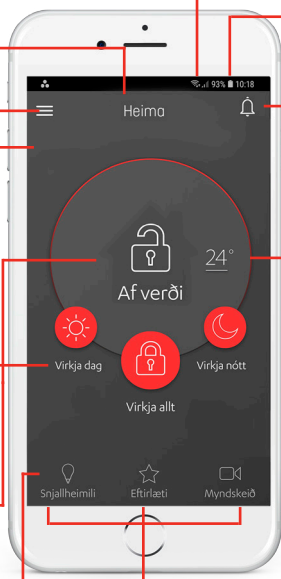 93% 10:18
Heima
24°
Af verði
Virkja dag
Virkja nótt
Virkja allt
Snjallheimili Eftirlæti Myndskeið